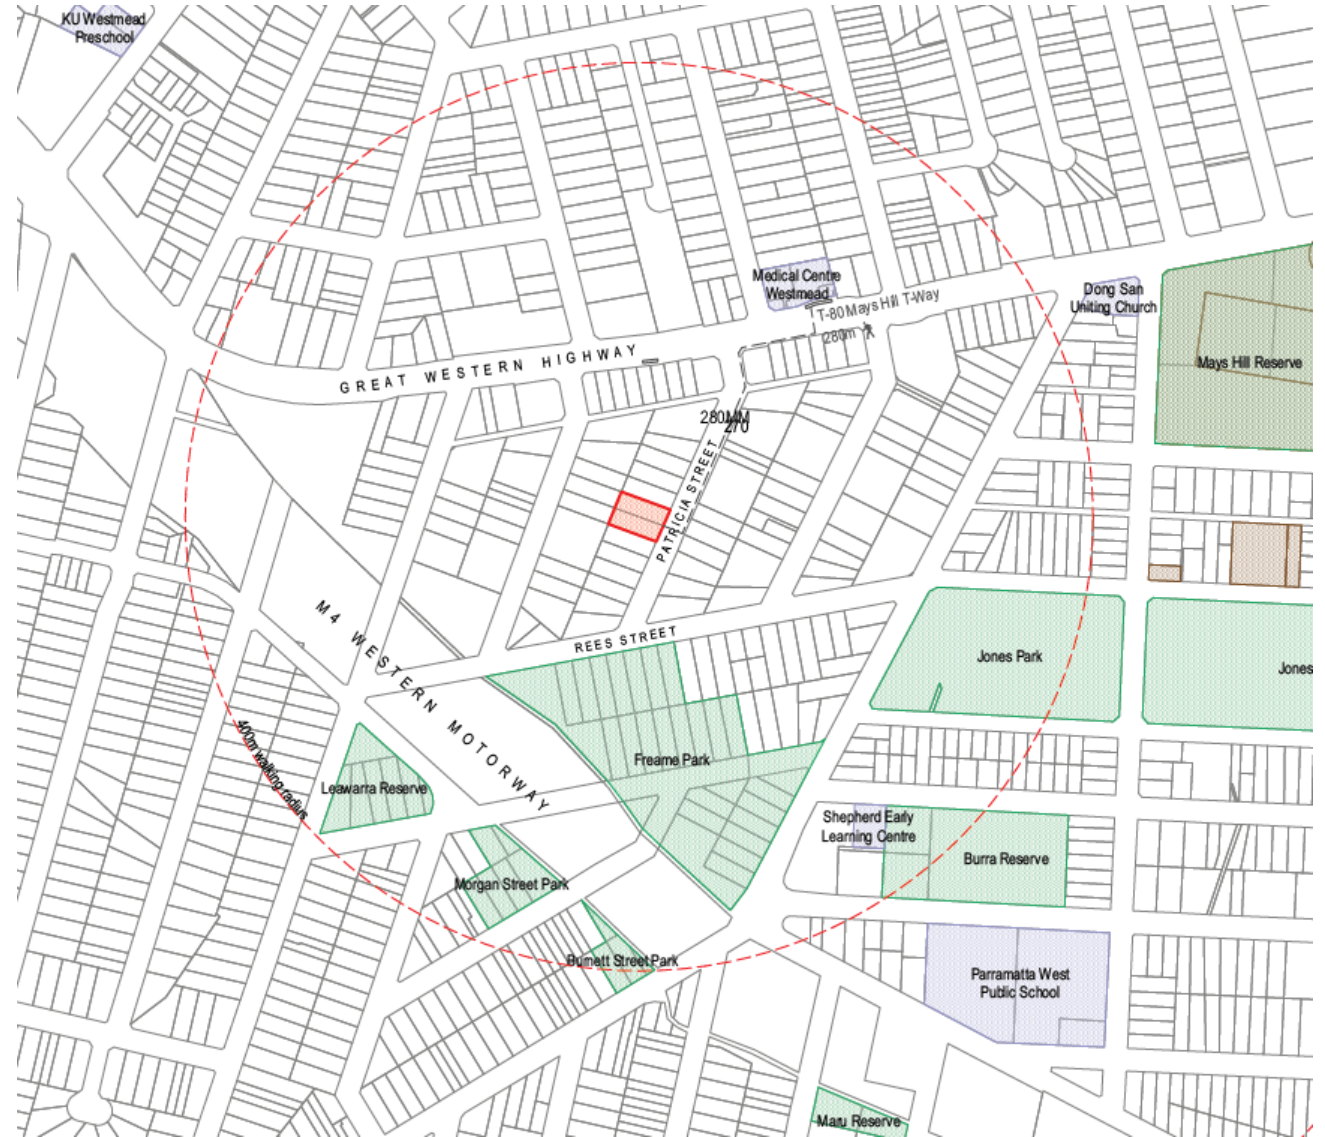 KU Westmead
Preschool
Medical Centre
Westmead
T-80 Mays Hill T-Way
280m
Dong San
Uniting Church
Mays Hill Reserve
GREAT WESTERN HIGHWAY
270
PATRICIA STREET
M4 WESTERN MOTORWAY
REES STREET
Jones Park
Jones
400m walking radius
Leawarra Reserve
Freame Park
Shepherd Early
Learning Centre
Burra Reserve
Morgan Street Park
Burnett Street Park
Parramatta West
Public School
Maru Reserve